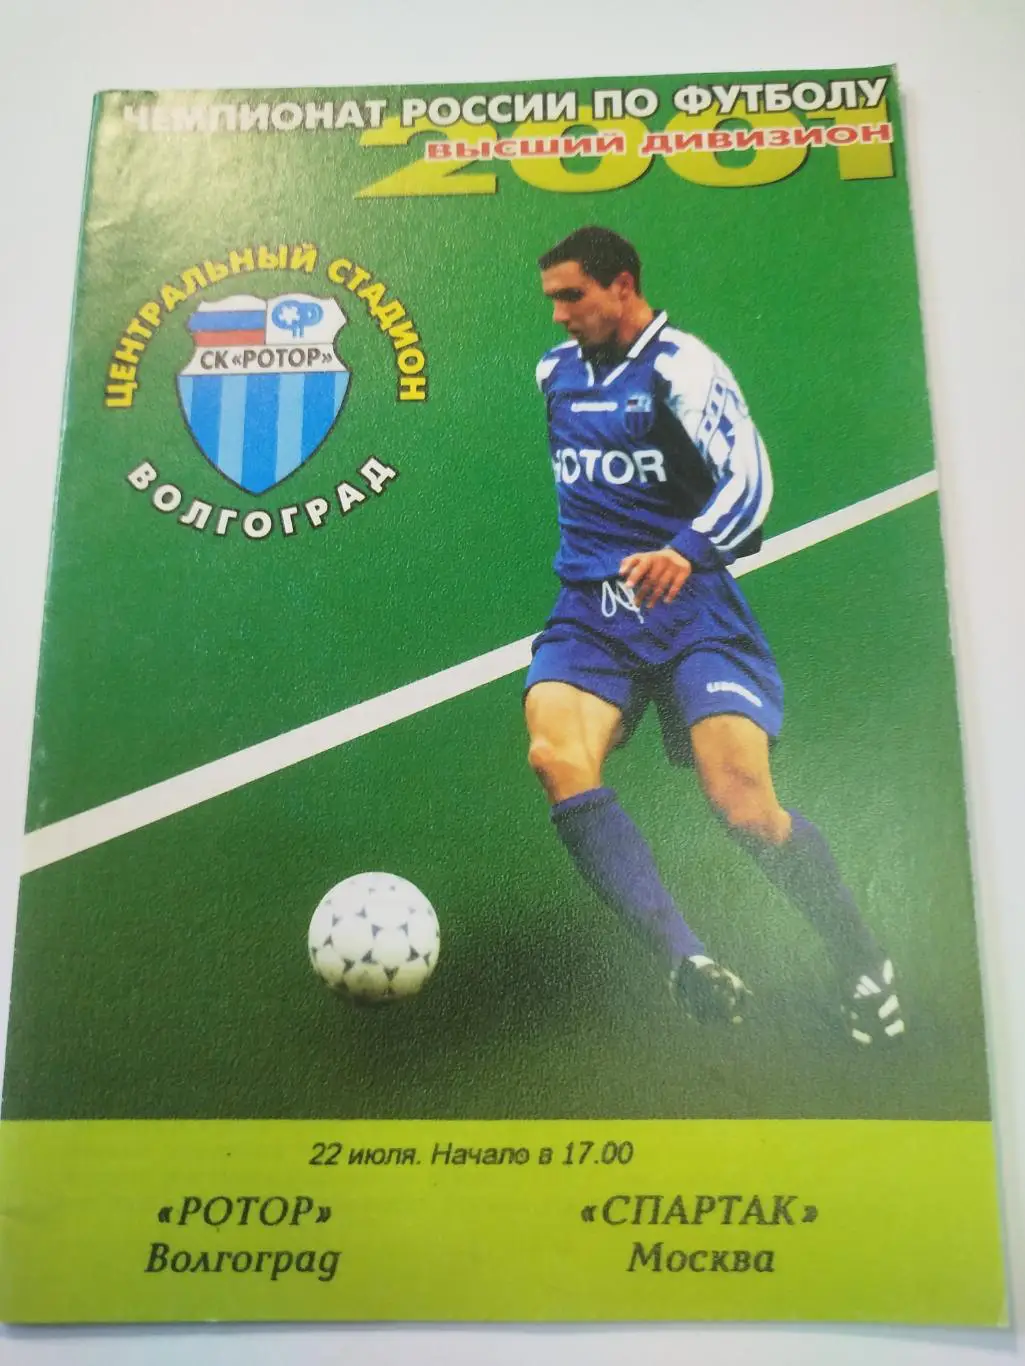 ЧЕМПИОНАТ РОССИИ ПО ФУТБОЛУ
2001
ВЫСШИЙ ДИВИЗИОН
ЦЕНТРАЛЬНЫЙ СТАДИОН
СК «РОТОР»
ВОЛГОГРАД
ROTOR
UMBRO
22 июля. Начало в 17.00
«РОТОР»
Волгоград
«СПАРТАК»
Москва